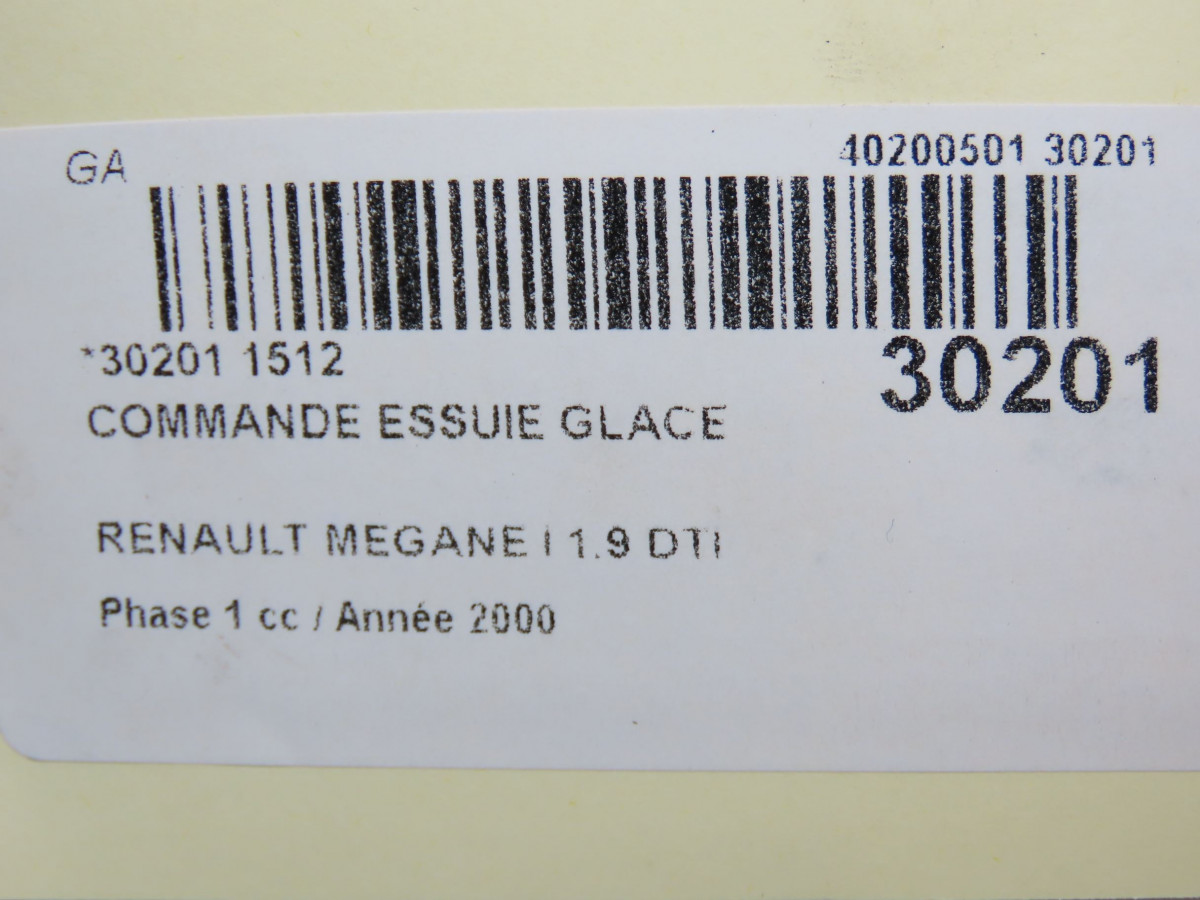 GA
40200501 30201
*30201 1512
30201
COMMANDE ESSUIE GLACE
RENAULT MEGANE I 1.9 DTI
Phase 1 cc / Année 2000